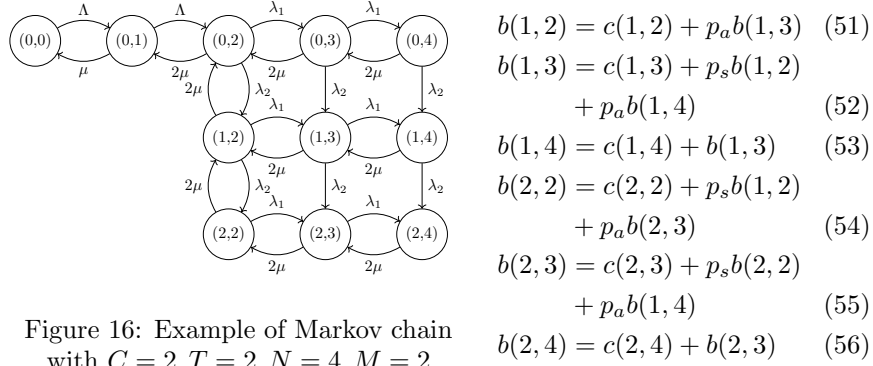 Λ Λ λ₁ λ₁
(0,0) (0,1) (0,2) (0,3) (0,4)
μ 2μ 2μ 2μ
2μ λ₂ λ₂ λ₂
λ₁ λ₁
(1,2) (1,3) (1,4)
2μ 2μ
2μ λ₂ λ₂ λ₂
λ₁ λ₁
(2,2) (2,3) (2,4)
2μ 2μ
Figure 16: Example of Markov chain
with C = 2, T = 2, N = 4, M = 2
b(1, 2) = c(1, 2) + pₐb(1, 3) (51)
b(1, 3) = c(1, 3) + pₛb(1, 2)
+ pₐb(1, 4) (52)
b(1, 4) = c(1, 4) + b(1, 3) (53)
b(2, 2) = c(2, 2) + pₛb(1, 2)
+ pₐb(2, 3) (54)
b(2, 3) = c(2, 3) + pₛb(2, 2)
+ pₐb(1, 4) (55)
b(2, 4) = c(2, 4) + b(2, 3) (56)